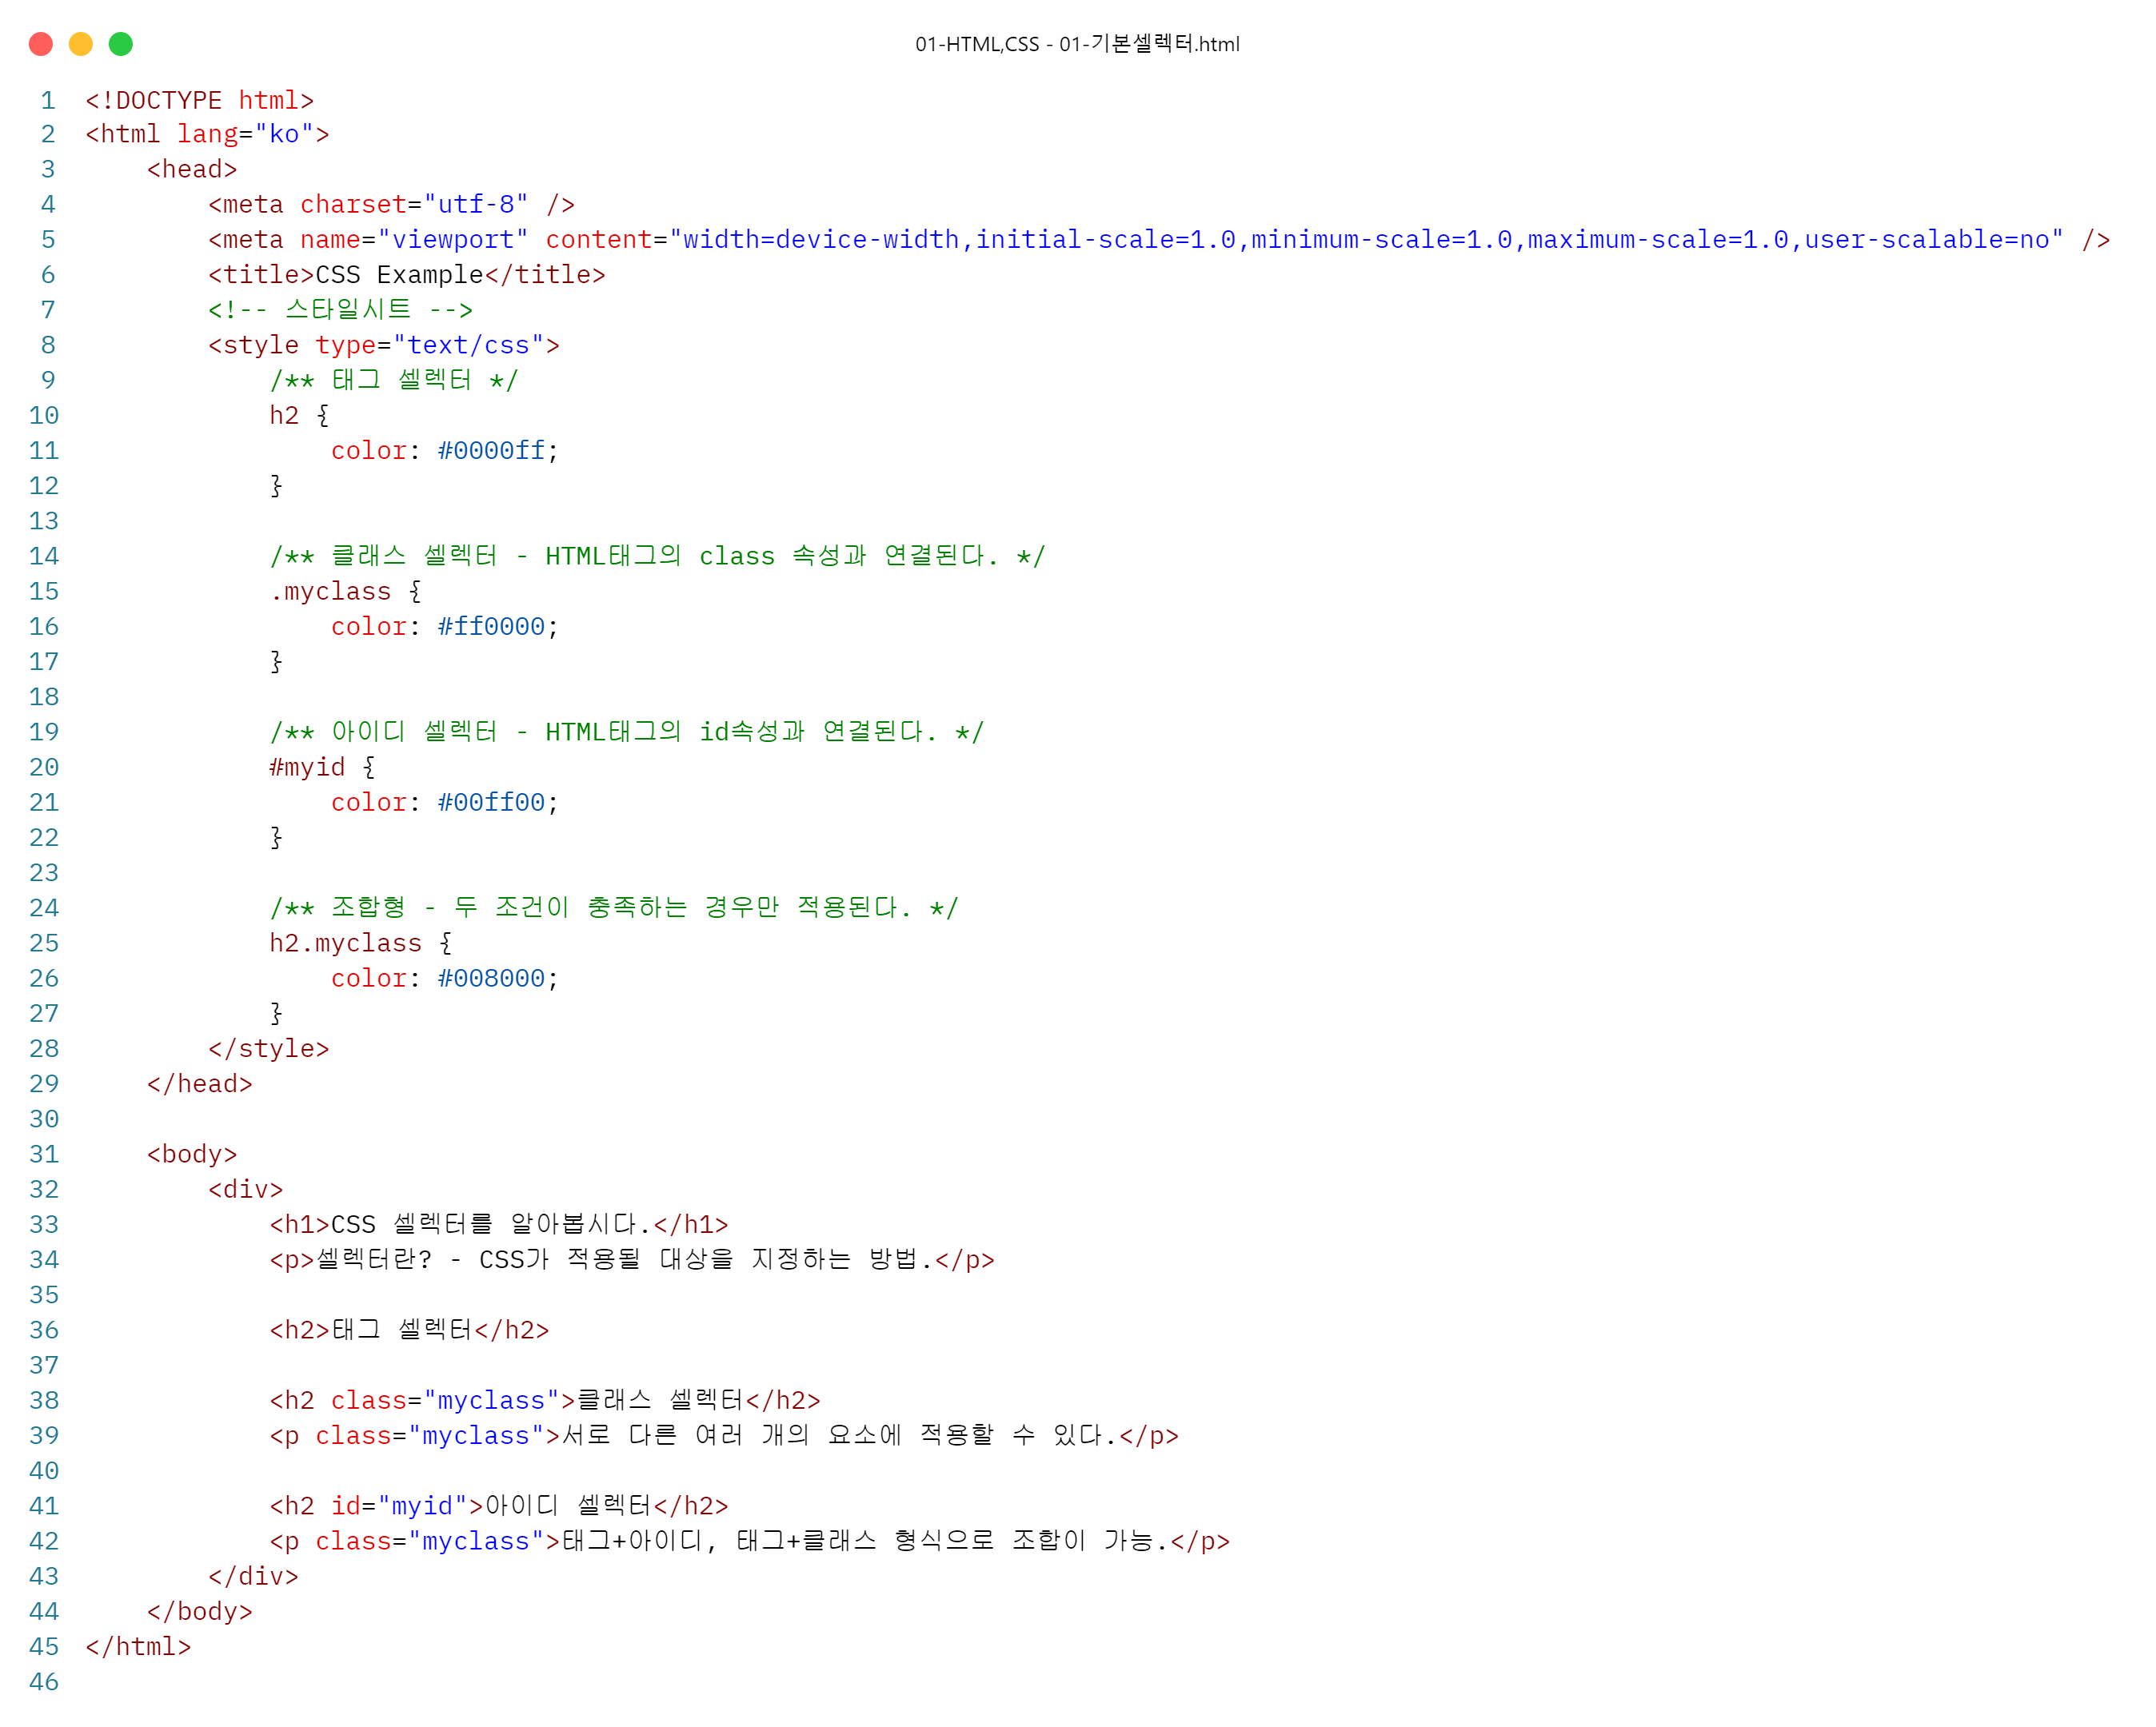 01-HTML,CSS - 01-기본셀렉터.html
1 <!DOCTYPE html>
2 <html lang="ko">
3     <head>
4         <meta charset="utf-8" />
5         <meta name="viewport" content="width=device-width,initial-scale=1.0,minimum-scale=1.0,maximum-scale=1.0,user-scalable=no" />
6         <title>CSS Example</title>
7         <!-- 스타일시트 -->
8         <style type="text/css">
9             /** 태그 셀렉터 */
10             h2 {
11                 color: #0000ff;
12             }
13
14             /** 클래스 셀렉터 - HTML태그의 class 속성과 연결된다. */
15             .myclass {
16                 color: #ff0000;
17             }
18
19             /** 아이디 셀렉터 - HTML태그의 id속성과 연결된다. */
20             #myid {
21                 color: #00ff00;
22             }
23
24             /** 조합형 - 두 조건이 충족하는 경우만 적용된다. */
25             h2.myclass {
26                 color: #008000;
27             }
28         </style>
29     </head>
30
31     <body>
32         <div>
33             <h1>CSS 셀렉터를 알아봅시다.</h1>
34             <p>셀렉터란? - CSS가 적용될 대상을 지정하는 방법.</p>
35
36             <h2>태그 셀렉터</h2>
37
38             <h2 class="myclass">클래스 셀렉터</h2>
39             <p class="myclass">서로 다른 여러 개의 요소에 적용할 수 있다.</p>
40
41             <h2 id="myid">아이디 셀렉터</h2>
42             <p class="myclass">태그+아이디, 태그+클래스 형식으로 조합이 가능.</p>
43         </div>
44     </body>
45 </html>
46